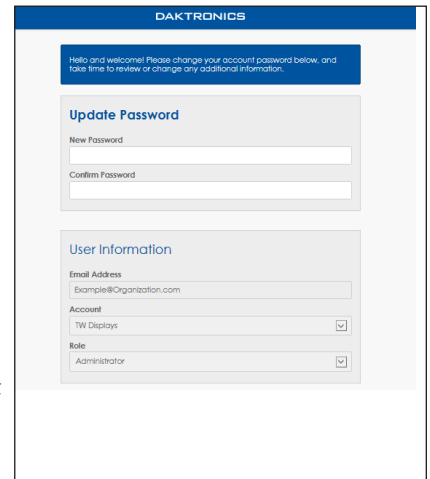 DAKTRONICS
Hello and welcome! Please change your account password below, and
take time to review or change any additional information.
Update Password
New Password
Confirm Password
User Information
Email Address
Example@Organization.com
Account
TW Displays
Role
Administrator